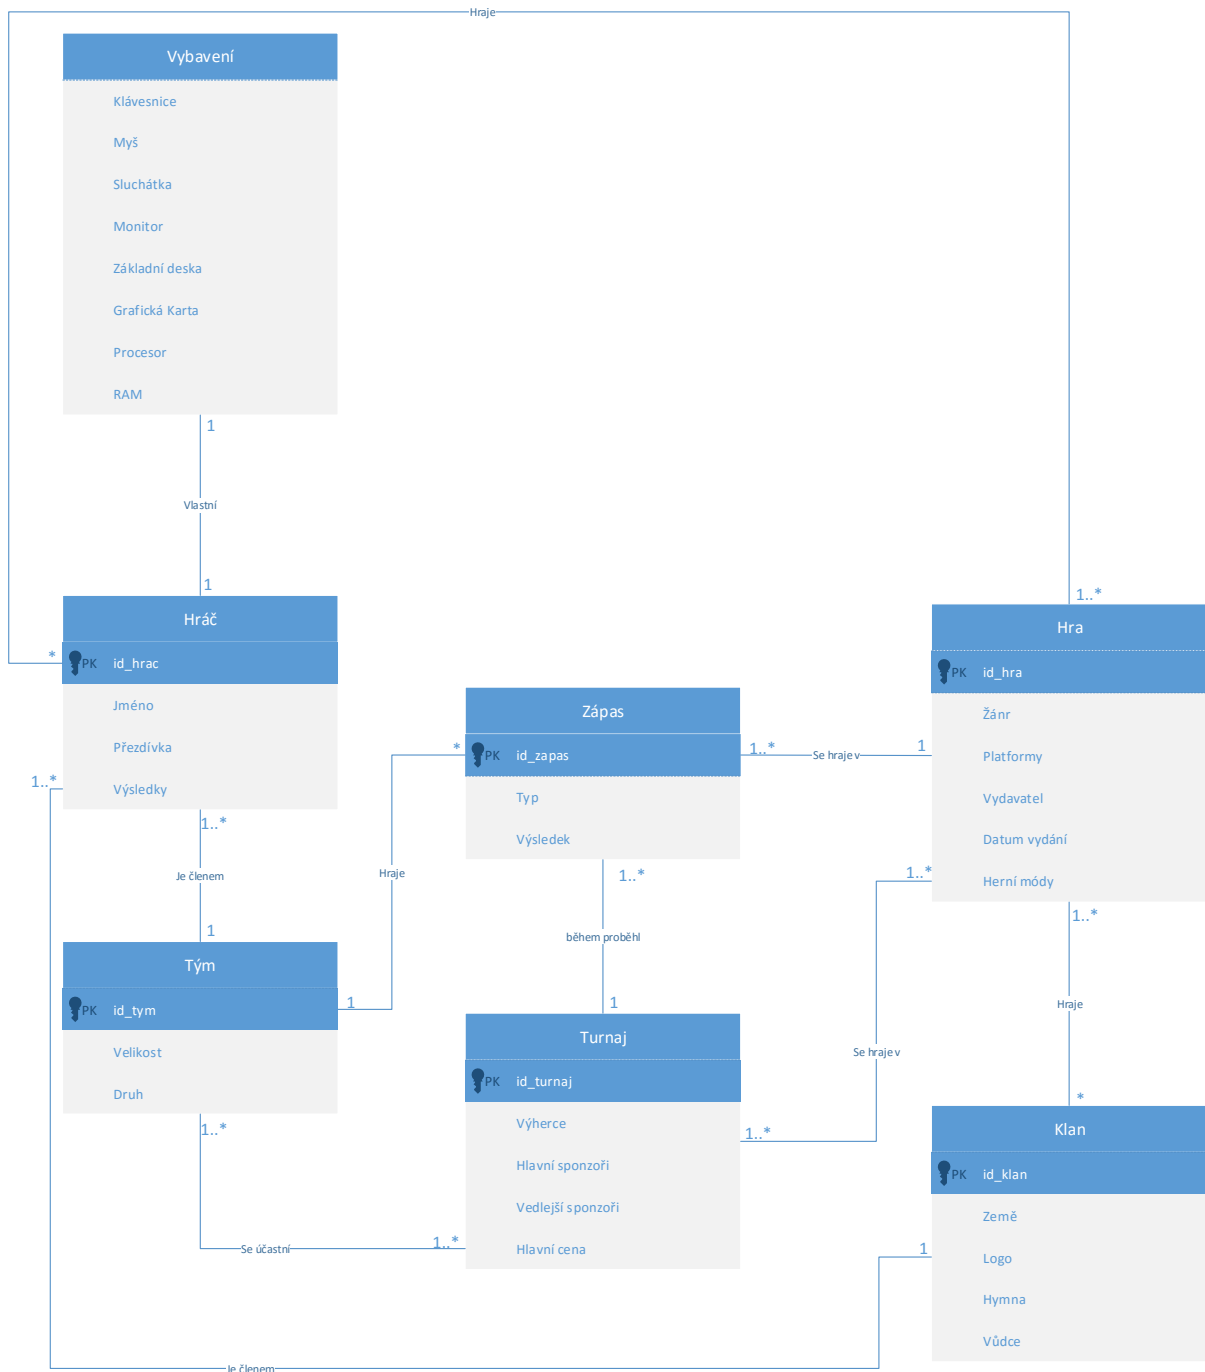 Hraje
Vybavení
Klávesnice
Myš
Sluchátka
Monitor
Základní deska
Grafická Karta
Procesor
RAM
1
Vlastní
1
Hráč
* PK id_hrac
Jméno
Přezdívka
1..* Výsledky
1..*
Je členem
1
Tým
PK id_tym 1
Velikost
Druh
1..*
Se účastní 1..*
Hraje
Zápas
* PK id_zapas 1..*
Typ
Výsledek
1..*
během proběhl
1
Turnaj
PK id_turnaj
Výherce
1..*
Hlavní sponzoři
Vedlejší sponzoři
Hlavní cena
Se hraje v
1
1..*
Hra
PK id_hra
Žánr
Platformy
Vydavatel
Datum vydání
1..* Herní módy
1..*
Se hraje v
Hraje
*
Klan
PK id_klan
Země
1 Logo
Hymna
Vůdce
Je členem